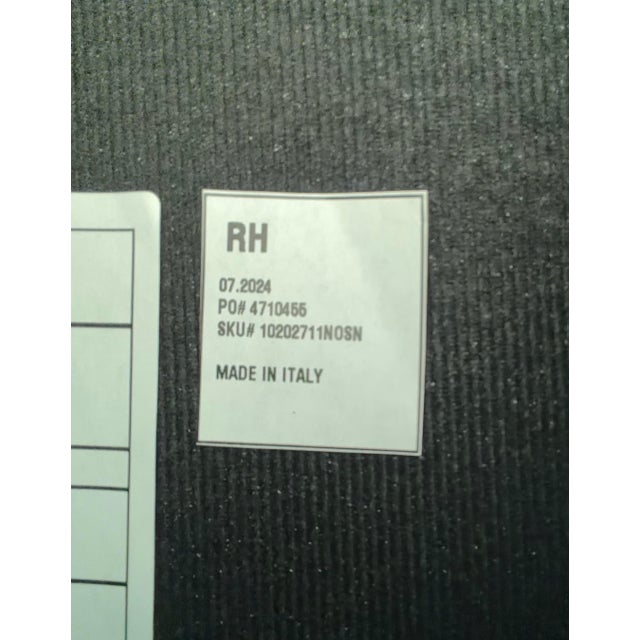 RH
07.2024
PO# 4710455
SKU# 10202711NOSN
MADE IN ITALY